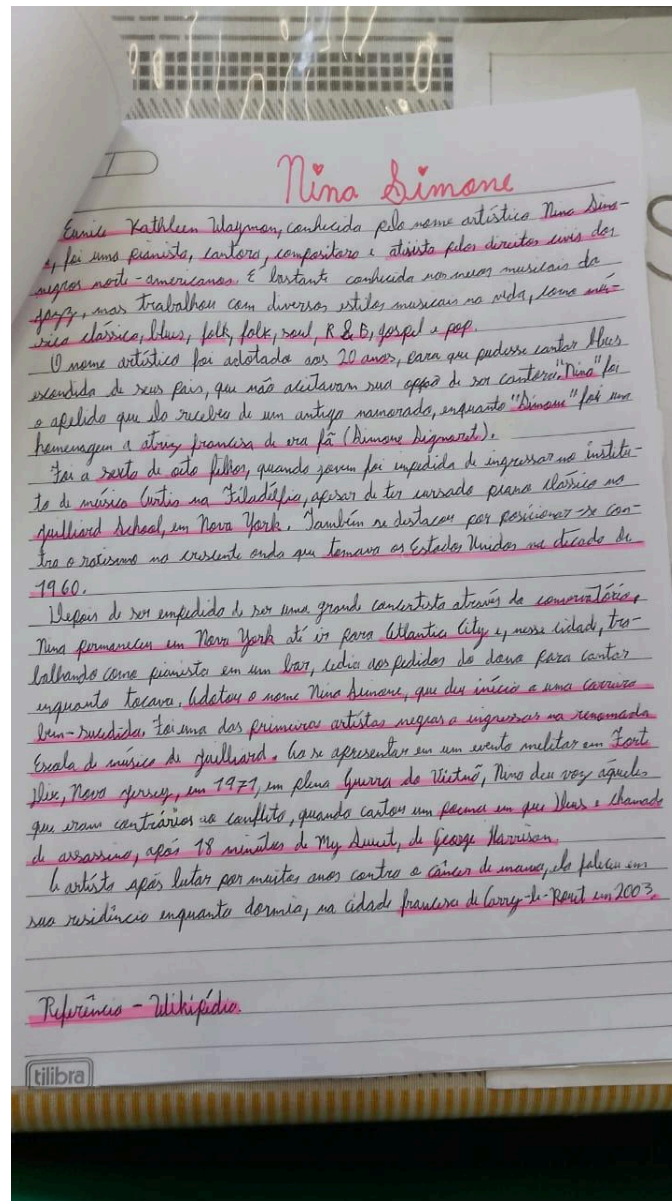 Nina Simone
Eunice Kathleen Waymon, conhecida pelo nome artístico Nina Simo-
e, foi uma pianista, cantora, compositora e ativista pelos direitos civis dos
negros norte-americanos. É bastante conhecida nos meios musicais da
jazz, mas trabalhou com diversos estilos musicais na vida, como mú-
sica clássica, blues, folk, folk, soul, R & B, gospel e pop.
O nome artístico foi adotada aos 20 anos, para que pudesse cantar blues
escondida de seus pais, que não aceitavam sua opção de ser cantora. "Nina" foi
o apelido que ela recebeu de um antigo namorado, enquanto "Simone" foi um
homenagem a atriz francesa de era fã (Simone Signoret).
Foi a sexta de oito filhos, quando jovem foi impedida de ingressar no institu-
to de música Curtis na Filadélfia, apesar de ter cursado piano clássico na
Juilliard School, em Nova York. Também se destacou por posicionar-se con-
tra o racismo na crescente onda que tomava os Estados Unidos na década de
1960.
Depois de ser impedida de ser uma grande concertista através da conservatório,
Nina permaneceu em Nova York até ir para Atlantic City e, nessa cidade, tra-
balhando como pianista em um bar, cedia aos pedidos do dono para cantar
enquanto tocava. Adotou o nome Nina Simone, que deu início a uma carreira
bem-sucedida. Foi uma das primeiras artistas negras a ingressar na renomada
Escola de música de Juilliard. Ao se apresentar em um evento militar em Fort
Dix, Nova Jersey, em 1971, em plena Guerra do Vietnã, Nina deu voz àqueles
que eram contrários ao conflito, quando cantou um poema em que Deus é chamado
de assassino, após 18 minutos de My Sweet, de George Harrison.
A artista após lutar por muitos anos contra o câncer de mama, ela faleceu em
sua residência enquanto dormia, na cidade francesa de Carry-le-Rouet em 2003.
Referência - Wikipédia.
tilibra